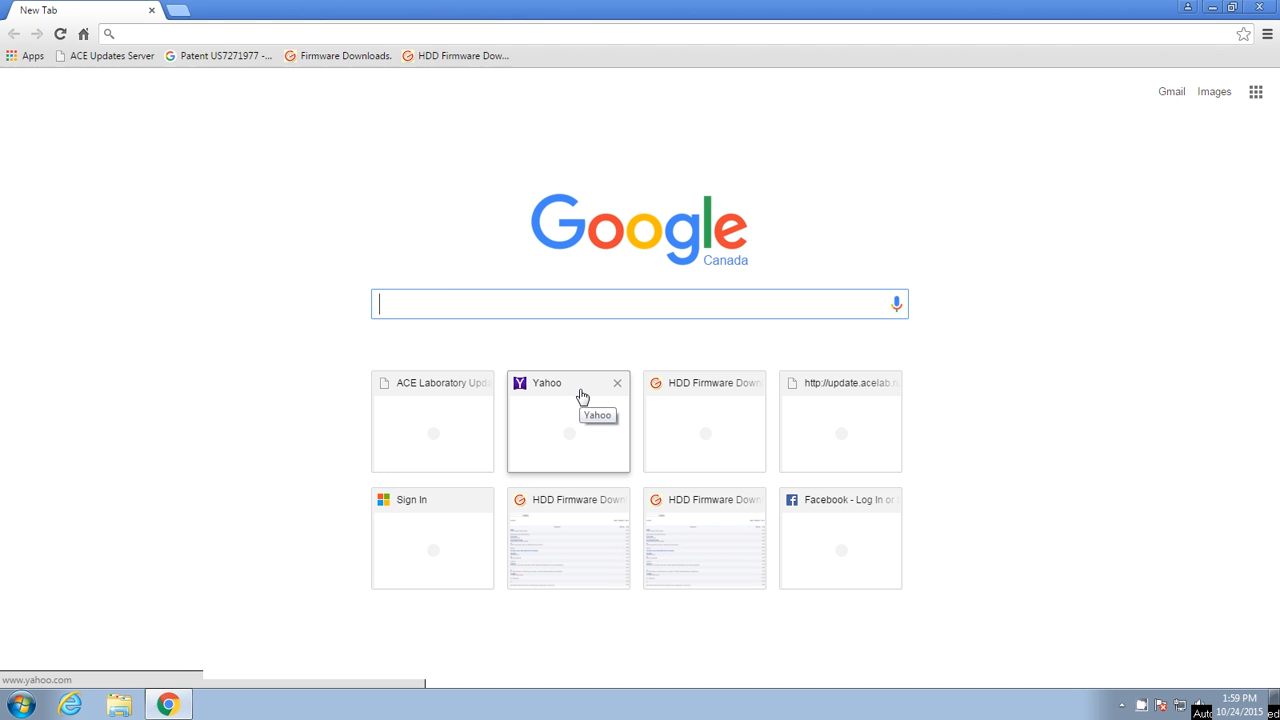 New Tab
Apps
ACE Updates Server
Patent US7271977 -...
Firmware Downloads.
HDD Firmware Dow...
Gmail
Images
Google
Canada
ACE Laboratory Upd
Yahoo
HDD Firmware Down
http://update.acelab.
Yahoo
Sign In
HDD Firmware Down
HDD Firmware Down
Facebook - Log In or
www.yahoo.com
1:59 PM
10/24/2015